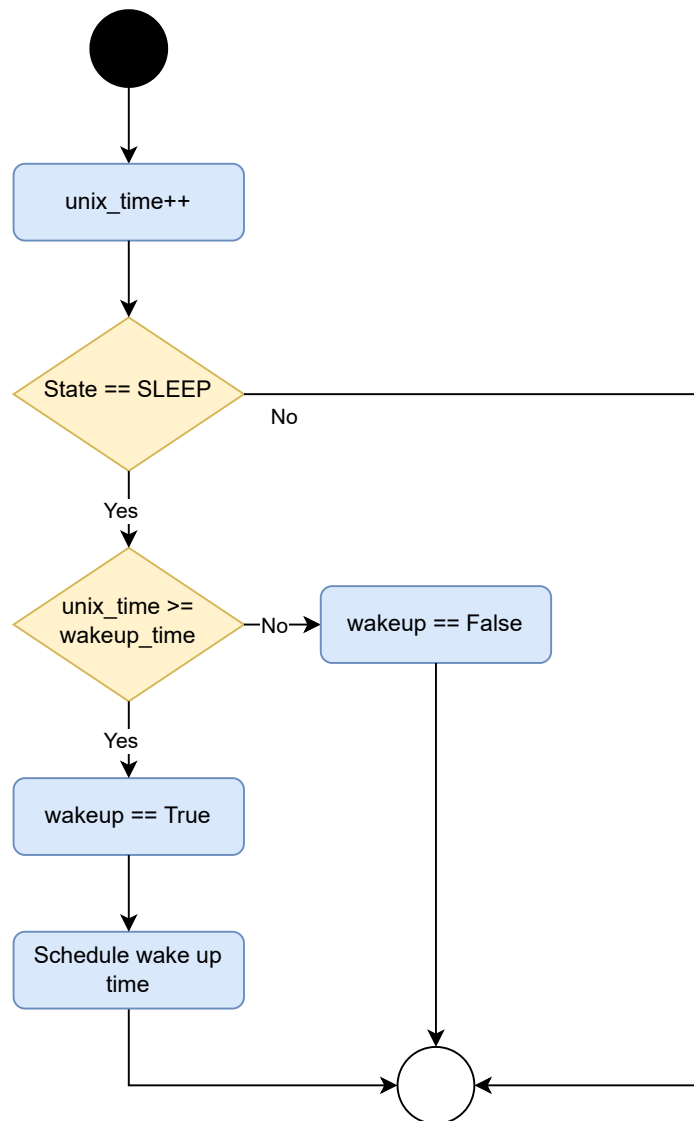 unix_time++
State == SLEEP
No
Yes
unix_time >=
wakeup_time
No
wakeup == False
Yes
wakeup == True
Schedule wake up
time